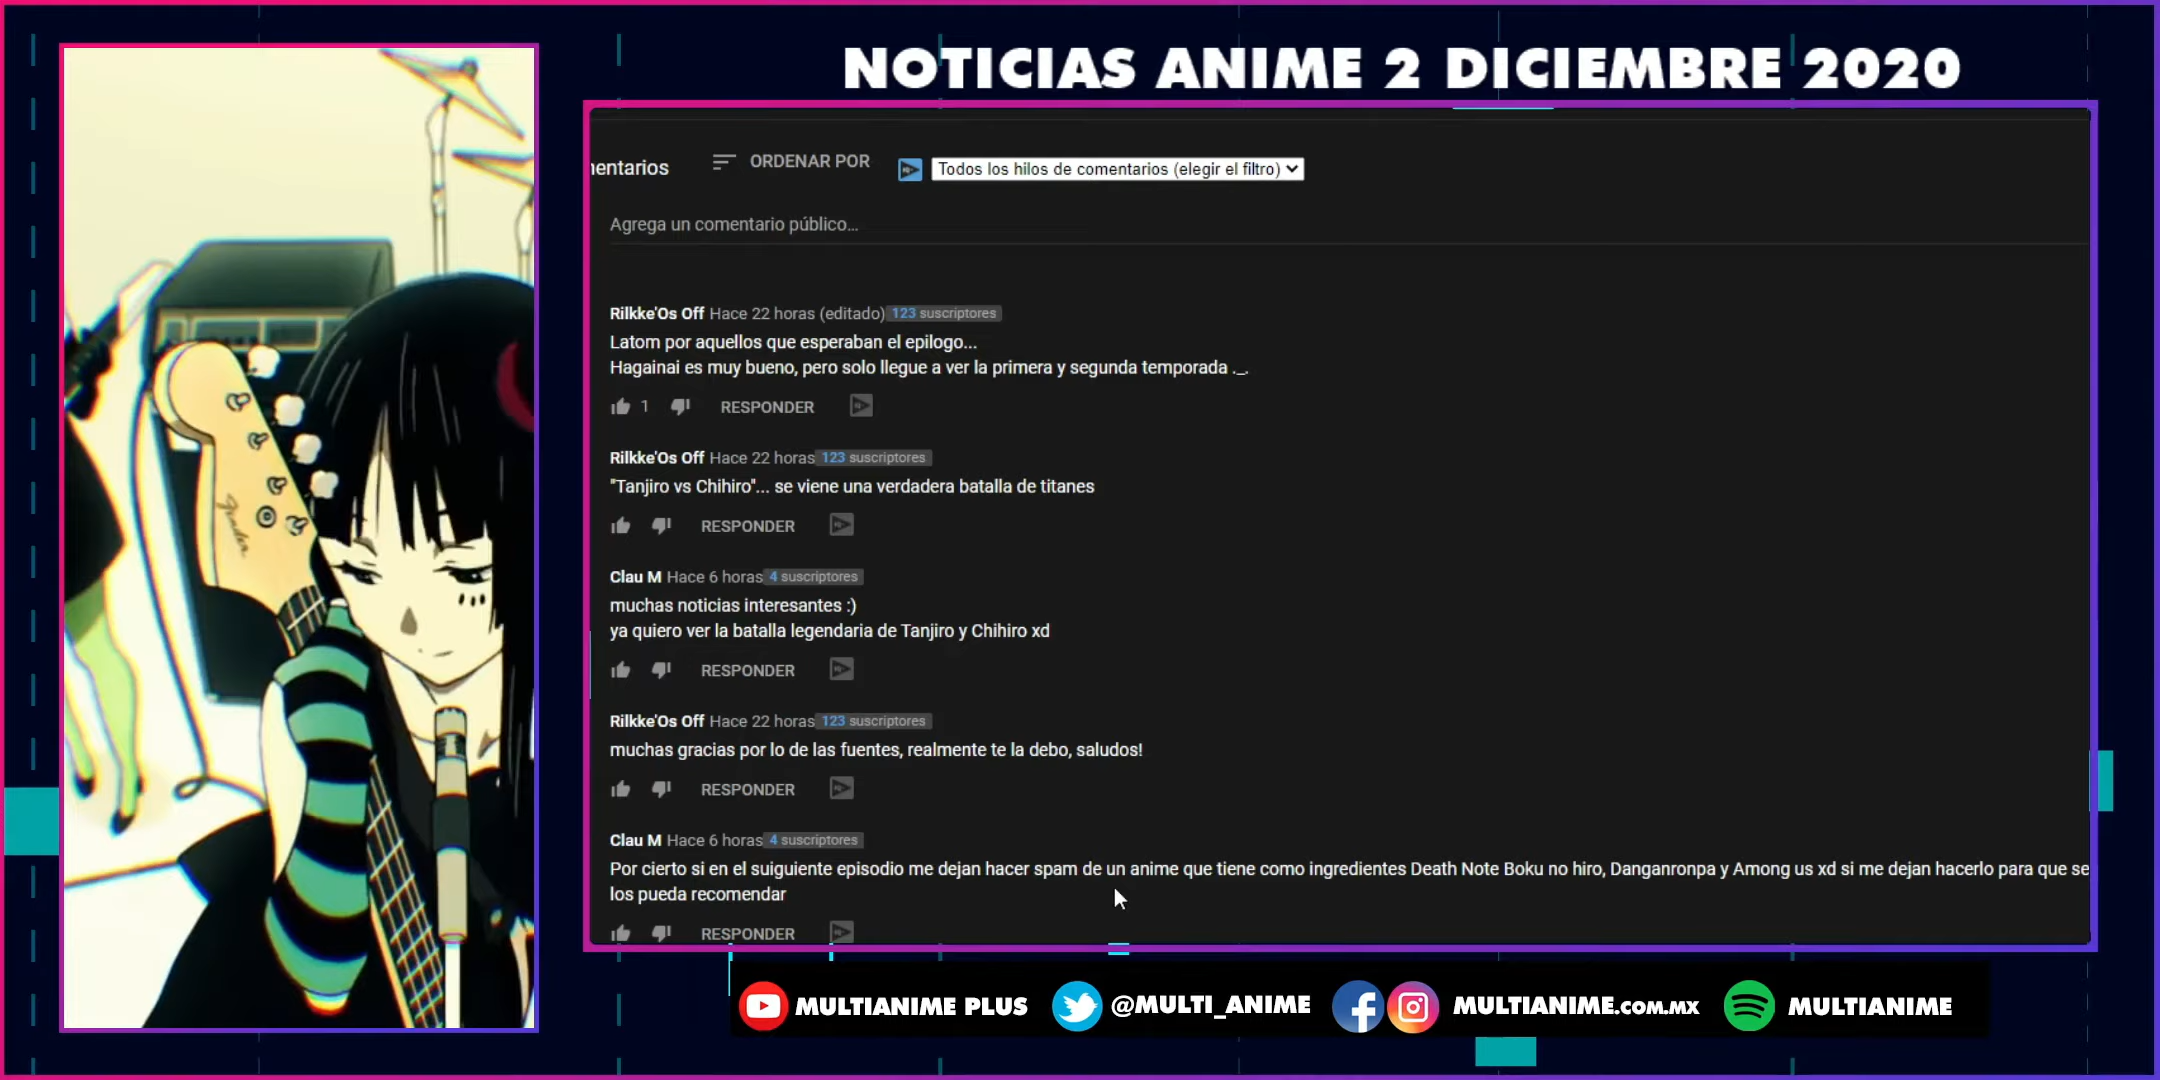 NOTICIAS ANIME 2 DICIEMBRE 2020
nentarios
ORDENAR POR
Todos los hilos de comentarios (elegir el filtro)
Agrega un comentario público...
Rilkke'Os Off Hace 22 horas (editado) 123 suscriptores
Latom por aquellos que esperaban el epilogo...
Hagainai es muy bueno, pero solo llegue a ver la primera y segunda temporada ._.
1 RESPONDER
Rilkke'Os Off Hace 22 horas 123 suscriptores
"Tanjiro vs Chihiro"... se viene una verdadera batalla de titanes
RESPONDER
Clau M Hace 6 horas 4 suscriptores
muchas noticias interesantes :)
ya quiero ver la batalla legendaria de Tanjiro y Chihiro xd
RESPONDER
Rilkke'Os Off Hace 22 horas 123 suscriptores
muchas gracias por lo de las fuentes, realmente te la debo, saludos!
RESPONDER
Clau M Hace 6 horas 4 suscriptores
Por cierto si en el suiguiente episodio me dejan hacer spam de un anime que tiene como ingredientes Death Note Boku no hiro, Danganronpa y Among us xd si me dejan hacerlo para que se
los pueda recomendar
RESPONDER
Fender
MULTIANIME PLUS @MULTI_ANIME MULTIANIME.COM.MX MULTIANIME